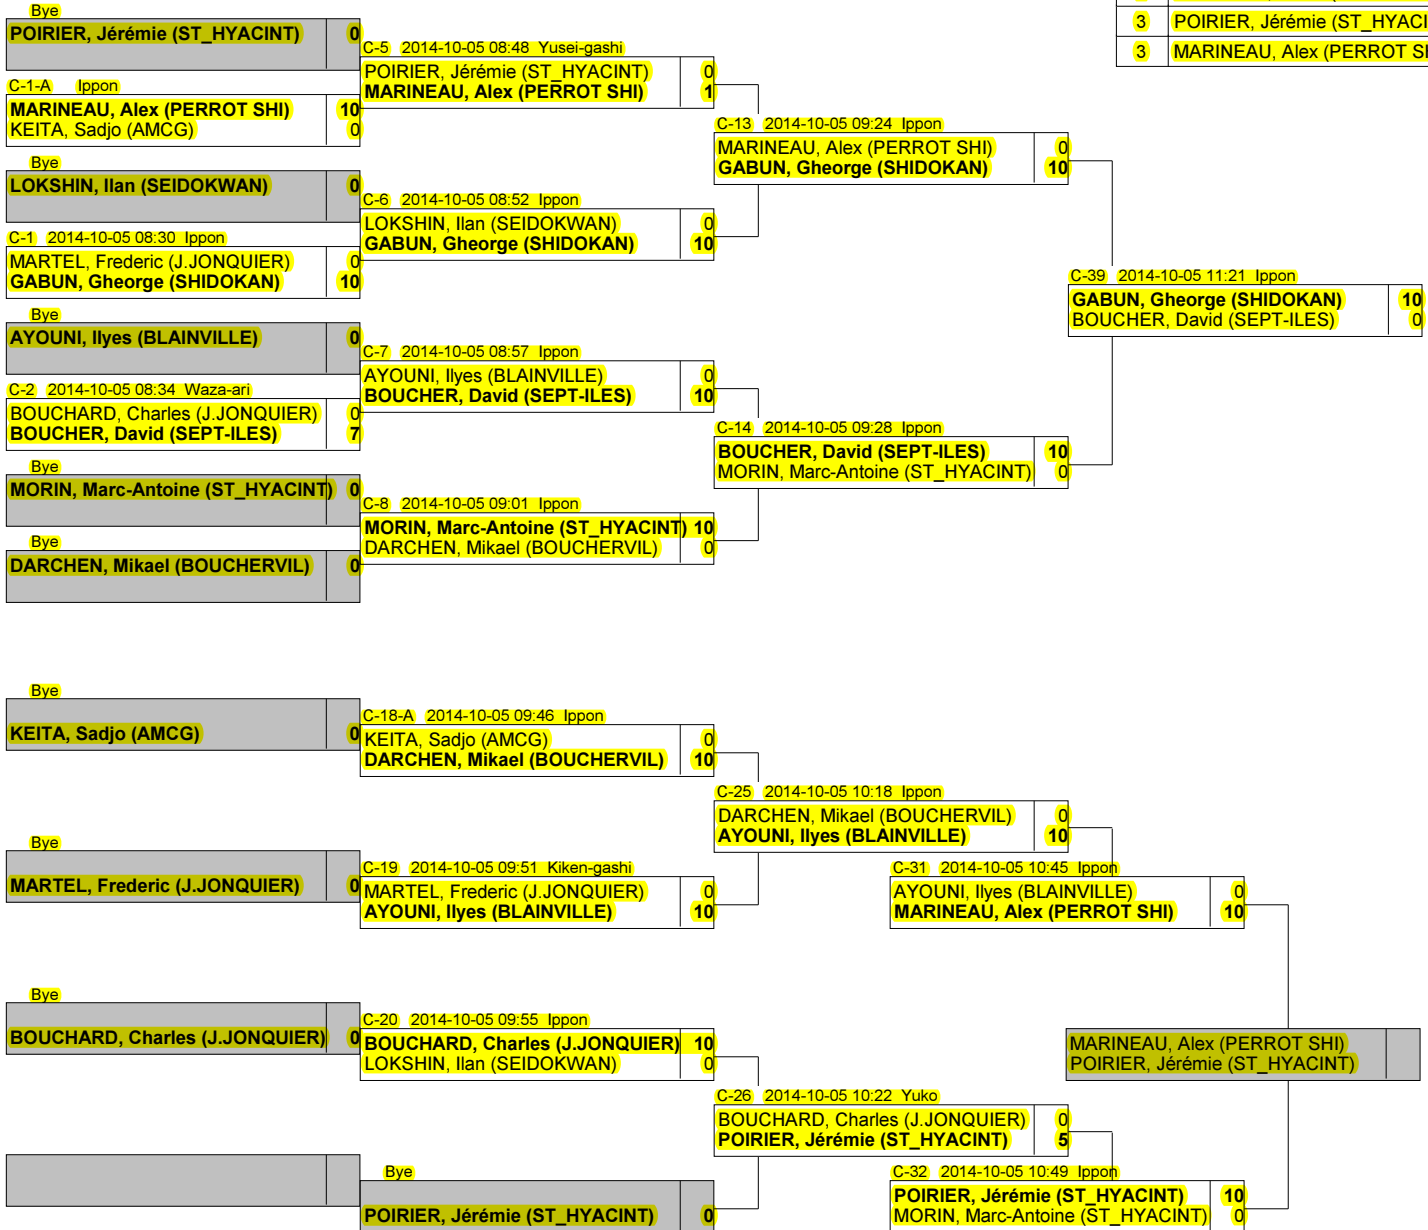 Bye
POIRIER, Jérémie (ST_HYACINT) 0
C-1-A Ippon
MARINEAU, Alex (PERROT SHI) 10
KEITA, Sadjo (AMCG) 0
Bye
LOKSHIN, Ilan (SEIDOKWAN) 0
C-1 2014-10-05 08:30 Ippon
MARTEL, Frederic (J.JONQUIER) 0
GABUN, Gheorge (SHIDOKAN) 10
Bye
AYOUNI, Ilyes (BLAINVILLE) 0
C-2 2014-10-05 08:34 Waza-ari
BOUCHARD, Charles (J.JONQUIER) 0
BOUCHER, David (SEPT-ILES) 7
Bye
MORIN, Marc-Antoine (ST_HYACINT) 0
Bye
DARCHEN, Mikael (BOUCHERVIL) 0
C-5 2014-10-05 08:48 Yusei-gashi
POIRIER, Jérémie (ST_HYACINT) 0
MARINEAU, Alex (PERROT SHI) 1
C-6 2014-10-05 08:52 Ippon
LOKSHIN, Ilan (SEIDOKWAN) 0
GABUN, Gheorge (SHIDOKAN) 10
C-7 2014-10-05 08:57 Ippon
AYOUNI, Ilyes (BLAINVILLE) 0
BOUCHER, David (SEPT-ILES) 10
C-8 2014-10-05 09:01 Ippon
MORIN, Marc-Antoine (ST_HYACINT) 10
DARCHEN, Mikael (BOUCHERVIL) 0
C-13 2014-10-05 09:24 Ippon
MARINEAU, Alex (PERROT SHI) 0
GABUN, Gheorge (SHIDOKAN) 10
C-14 2014-10-05 09:28 Ippon
BOUCHER, David (SEPT-ILES) 10
MORIN, Marc-Antoine (ST_HYACINT) 0
C-39 2014-10-05 11:21 Ippon
GABUN, Gheorge (SHIDOKAN) 10
BOUCHER, David (SEPT-ILES) 0
3 POIRIER, Jérémie (ST_HYACI
3 MARINEAU, Alex (PERROT SH
Bye
KEITA, Sadjo (AMCG) 0
Bye
MARTEL, Frederic (J.JONQUIER) 0
Bye
BOUCHARD, Charles (J.JONQUIER) 0
C-18-A 2014-10-05 09:46 Ippon
KEITA, Sadjo (AMCG) 0
DARCHEN, Mikael (BOUCHERVIL) 10
C-19 2014-10-05 09:51 Kiken-gashi
MARTEL, Frederic (J.JONQUIER) 0
AYOUNI, Ilyes (BLAINVILLE) 10
C-20 2014-10-05 09:55 Ippon
BOUCHARD, Charles (J.JONQUIER) 10
LOKSHIN, Ilan (SEIDOKWAN) 0
Bye
POIRIER, Jérémie (ST_HYACINT) 0
C-25 2014-10-05 10:18 Ippon
DARCHEN, Mikael (BOUCHERVIL) 0
AYOUNI, Ilyes (BLAINVILLE) 10
C-26 2014-10-05 10:22 Yuko
BOUCHARD, Charles (J.JONQUIER) 0
POIRIER, Jérémie (ST_HYACINT) 5
C-31 2014-10-05 10:45 Ippon
AYOUNI, Ilyes (BLAINVILLE) 0
MARINEAU, Alex (PERROT SHI) 10
C-32 2014-10-05 10:49 Ippon
POIRIER, Jérémie (ST_HYACINT) 10
MORIN, Marc-Antoine (ST_HYACINT) 0
MARINEAU, Alex (PERROT SHI)
POIRIER, Jérémie (ST_HYACINT)